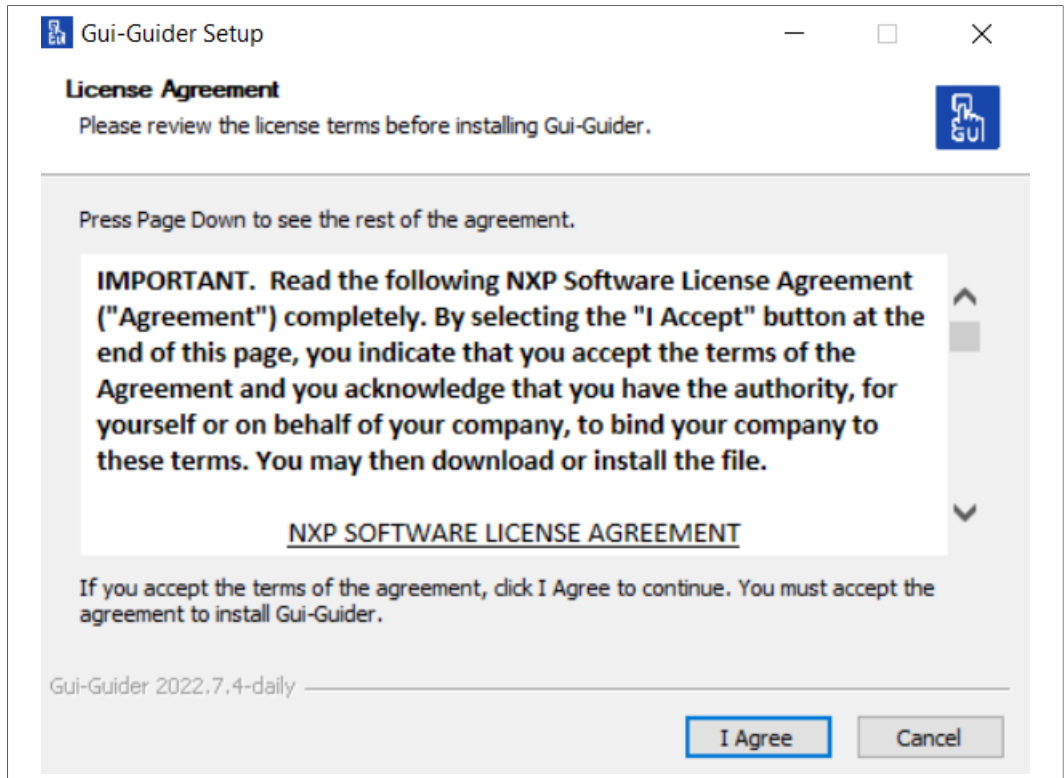 Gui-Guider Setup
License Agreement
Please review the license terms before installing Gui-Guider.
GUI
Press Page Down to see the rest of the agreement.
IMPORTANT.  Read the following NXP Software License Agreement
("Agreement") completely. By selecting the "I Accept" button at the
end of this page, you indicate that you accept the terms of the
Agreement and you acknowledge that you have the authority, for
yourself or on behalf of your company, to bind your company to
these terms. You may then download or install the file.
NXP SOFTWARE LICENSE AGREEMENT
If you accept the terms of the agreement, click I Agree to continue. You must accept the
agreement to install Gui-Guider.
Gui-Guider 2022.7.4-daily
I Agree
Cancel